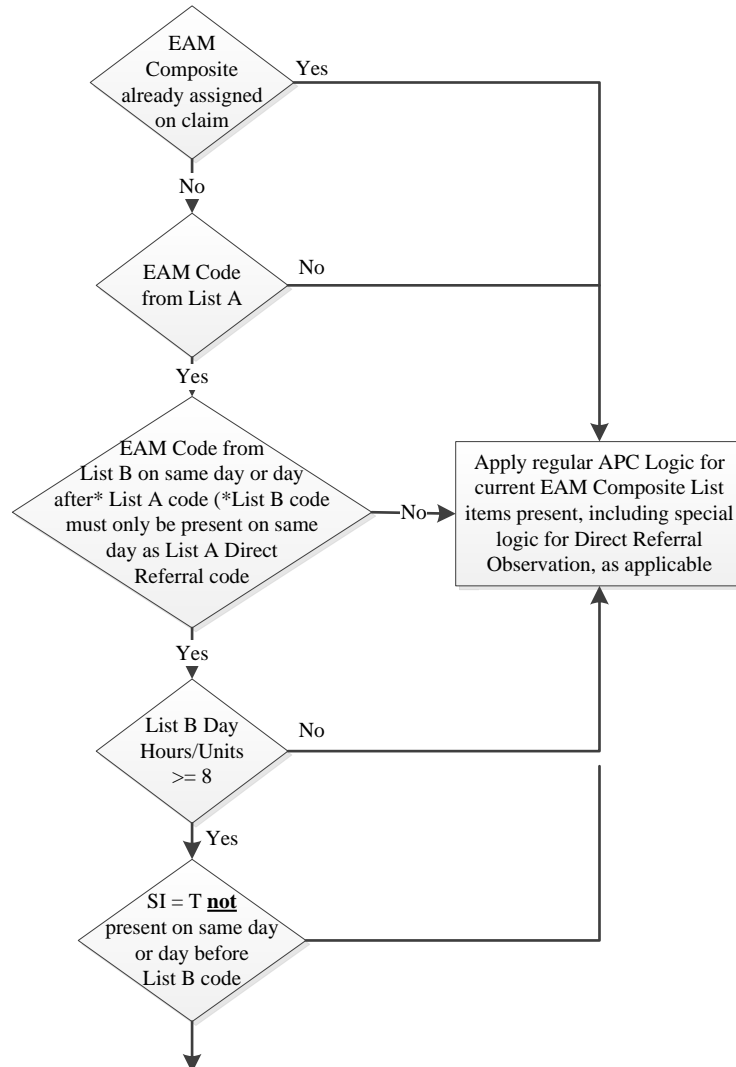 EAM
Composite
already assigned
on claim
Yes
No
EAM Code
from List A
No
Yes
EAM Code from
List B on same day or day
after* List A code (*List B code
must only be present on same
day as List A Direct
Referral code
No
Apply regular APC Logic for
current EAM Composite List
items present, including special
logic for Direct Referral
Observation, as applicable
Yes
List B Day
Hours/Units
>= 8
No
Yes
SI = T not
present on same day
or day before
List B code